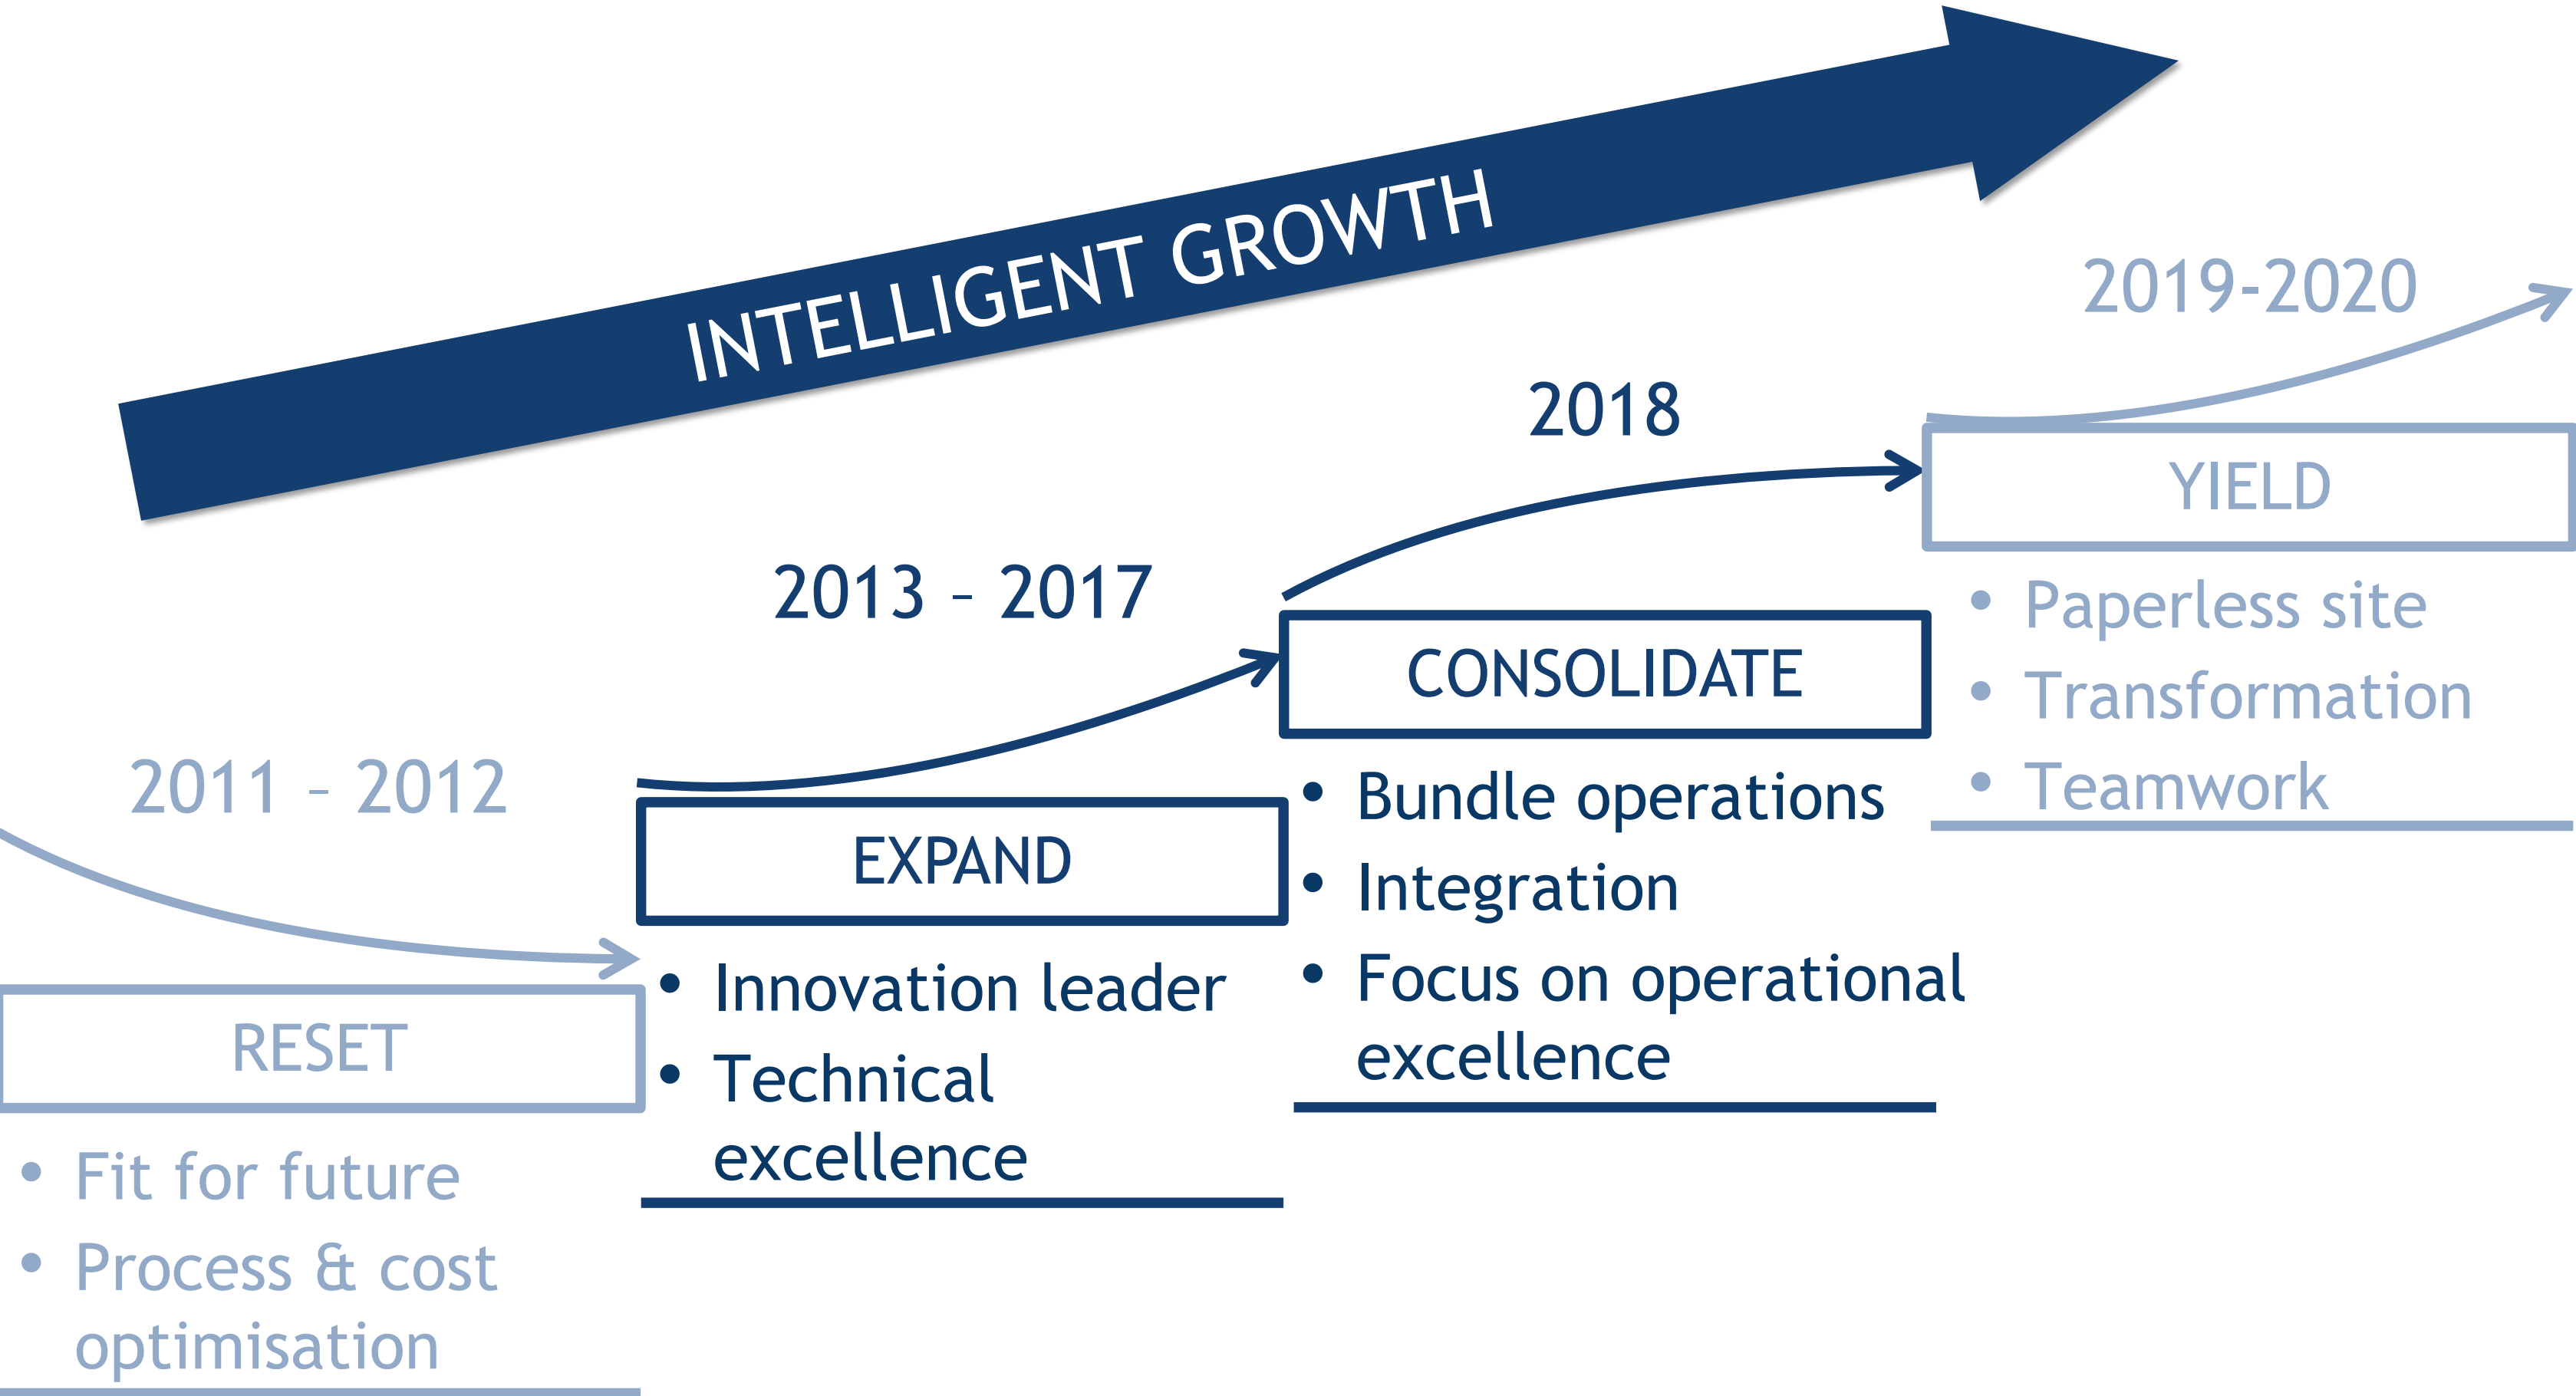 INTELLIGENT GROWTH
2011 – 2012
RESET
• Fit for future
• Process & cost
optimisation
2013 – 2017
EXPAND
• Innovation leader
• Technical
excellence
2018
CONSOLIDATE
• Bundle operations
• Integration
• Focus on operational
excellence
2019-2020
YIELD
• Paperless site
• Transformation
• Teamwork